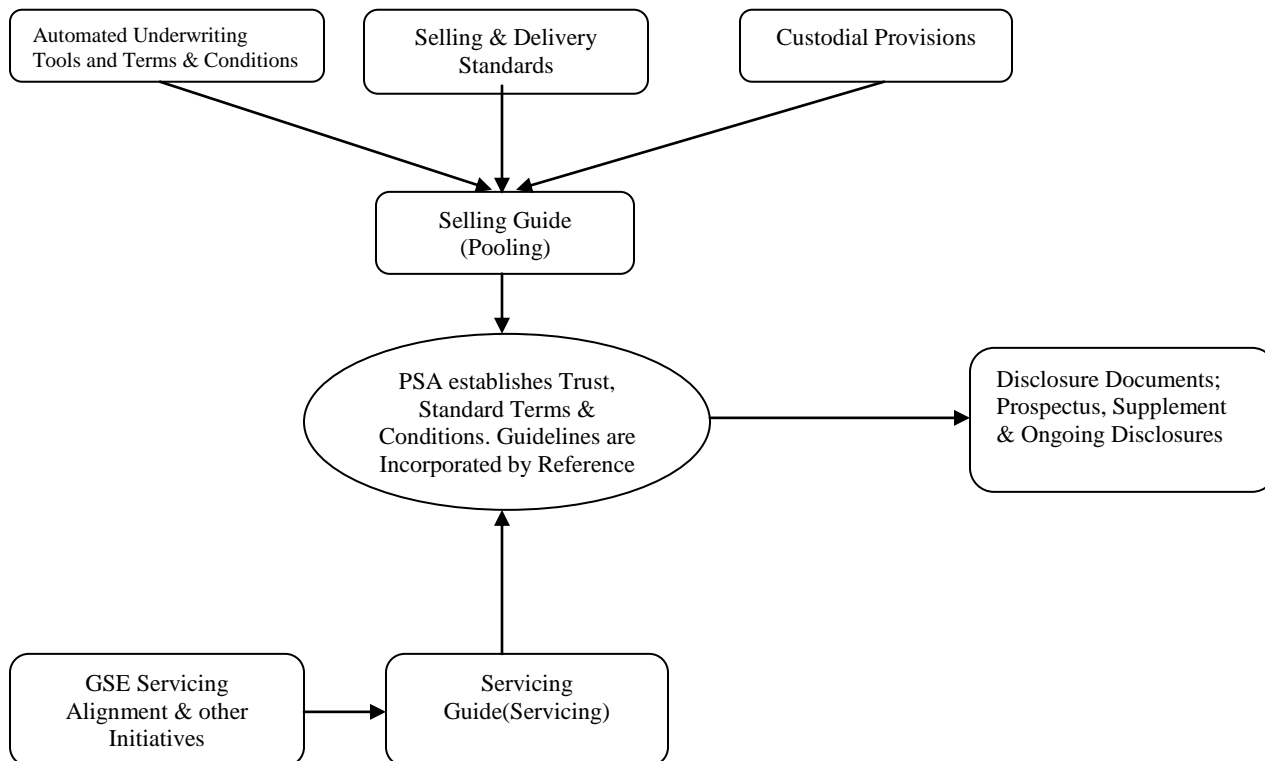 Automated Underwriting
Tools and Terms & Conditions
Selling & Delivery
Standards
Custodial Provisions
Selling Guide
(Pooling)
PSA establishes Trust,
Standard Terms &
Conditions. Guidelines are
Incorporated by Reference
Disclosure Documents;
Prospectus, Supplement
& Ongoing Disclosures
GSE Servicing
Alignment & other
Initiatives
Servicing
Guide(Servicing)